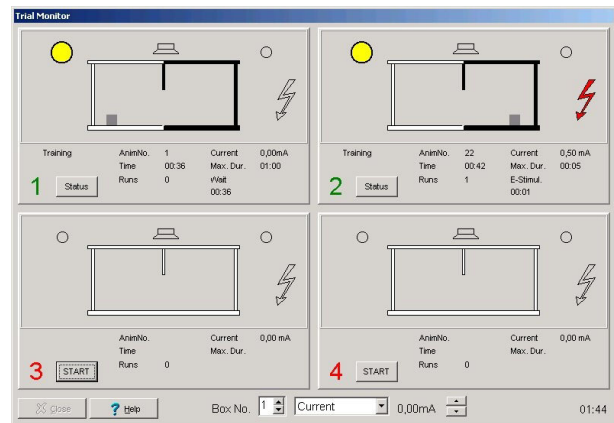 Trial Monitor
Training AnimNo. 1 Current 0,00mA
Time 00:36 Max. Dur. 01:00
1 Status Runs 0 Wait
00:36
Training AnimNo. 22 Current 0,50 mA
Time 00:42 Max. Dur. 00:05
2 Status Runs 1 E-Stimul.
00:01
AnimNo. Current 0,00 mA
Time Max. Dur.
3 START Runs 0
AnimNo. Current 0,00 mA
Time Max. Dur.
4 START Runs 0
Close ? Help Box No. 1 Current 0,00mA 01:44